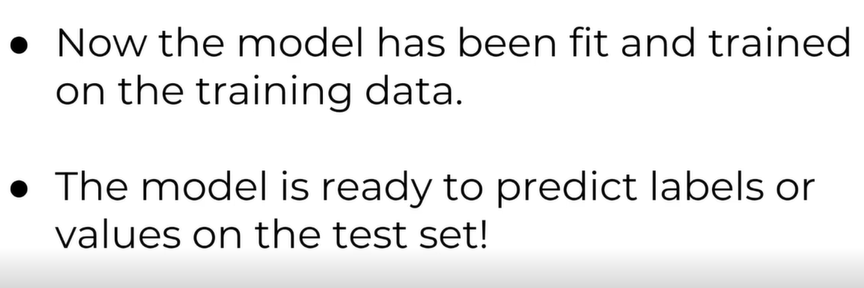 ● Now the model has been fit and trained
on the training data.
● The model is ready to predict labels or
values on the test set!